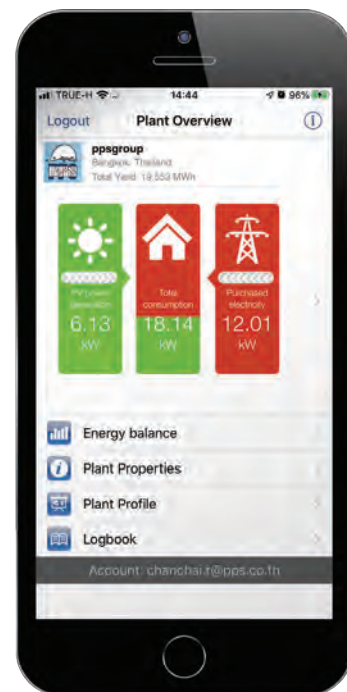 TRUE-H
14:44
96%
Logout
Plant Overview
ppsgroup
Bangkok, Thailand
Total Yield: 19.553 MWh
PV power
generation
6.13
kW
Total
consumption
18.14
kW
Purchased
electricity
12.01
kW
Energy balance
Plant Properties
Plant Profile
Logbook
Account: chanchai.r@pps.co.th